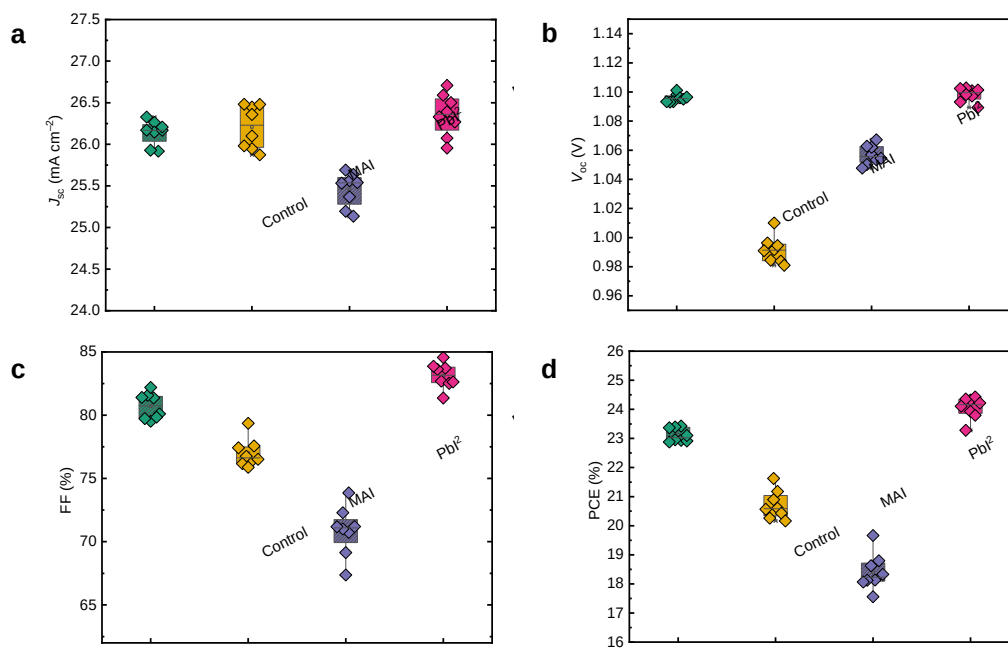 a
27.5
27.0
26.5
26.0
25.5
25.0
24.5
24.0
Jsc (mA cm–2)
Control
MAI
b
1.14
1.12
1.10
1.08
1.06
1.04
1.02
1.00
0.98
0.96
Voc (V)
Control
MAI
PbI
c
85
80
75
70
65
FF (%)
Control
MAI
PbI2
d
26
25
24
23
22
21
20
19
18
17
16
PCE (%)
Control
MAI
PbI2